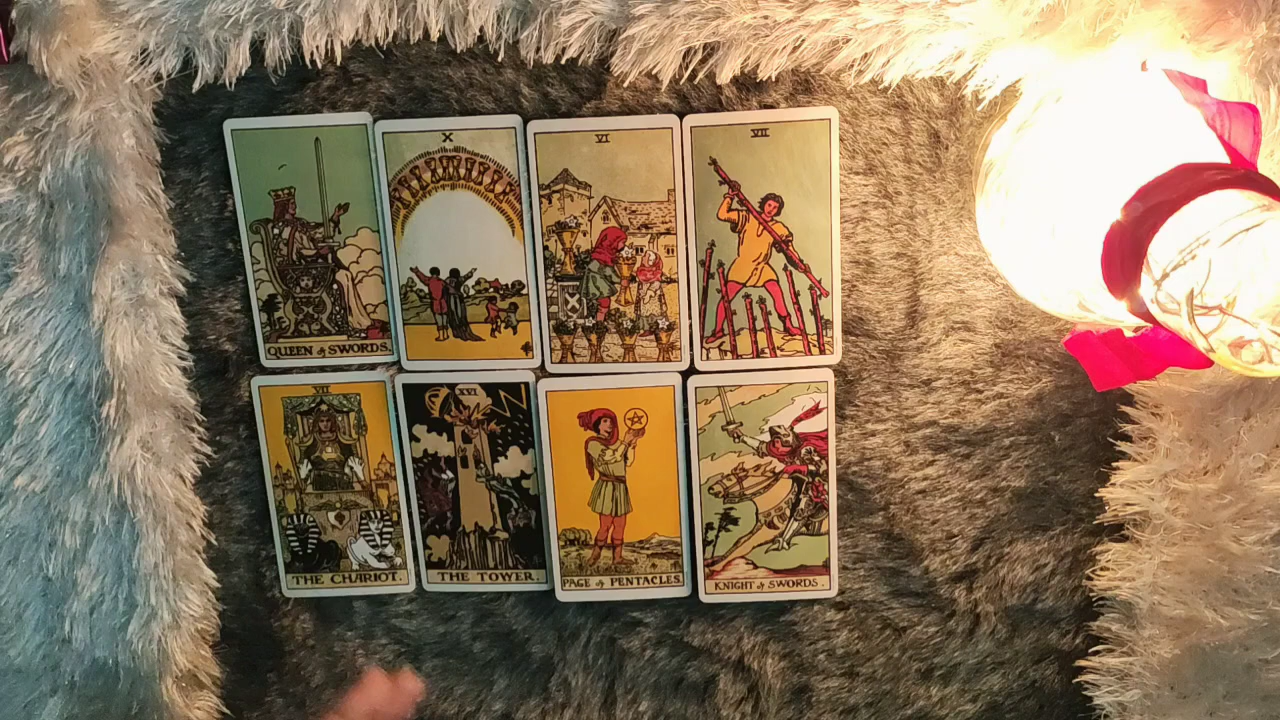 QUEEN of SWORDS.
X
VI
VII
VII
THE CHARIOT.
XVI
THE TOWER.
PAGE of PENTACLES.
KNIGHT of SWORDS.